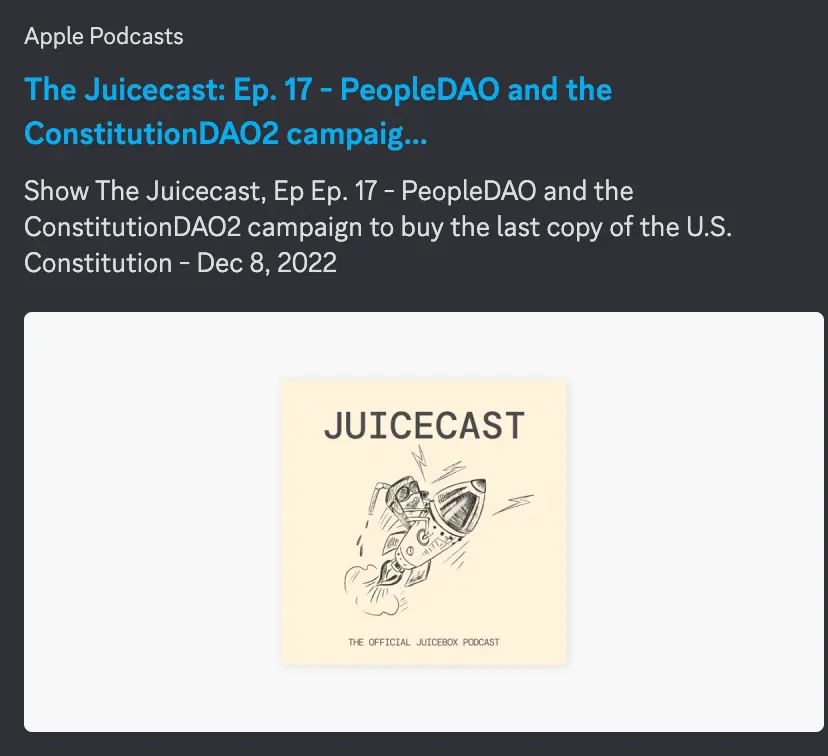 Apple Podcasts
The Juicecast: Ep. 17 - PeopleDAO and the
ConstitutionDAO2 campaig...
Show The Juicecast, Ep Ep. 17 - PeopleDAO and the
ConstitutionDAO2 campaign to buy the last copy of the U.S.
Constitution - Dec 8, 2022
JUICECAST
THE OFFICIAL JUICEBOX PODCAST